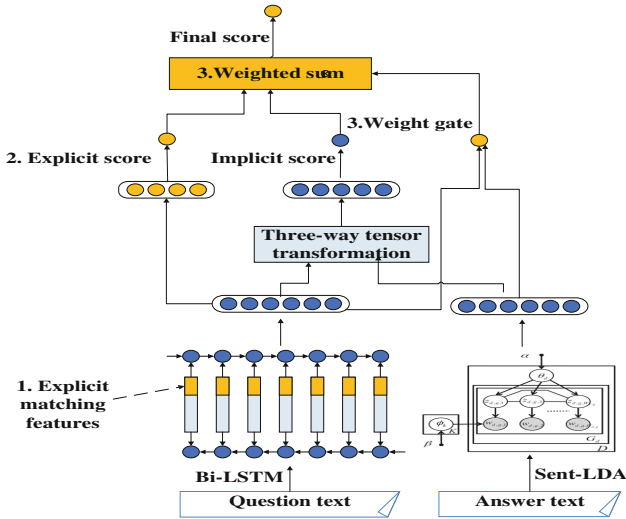 Final score
3.Weighted sum
3.Weight gate
2. Explicit score
Implicit score
Three-way tensor
transformation
1. Explicit
matching
features
α
θ
β
K
G
D
Bi-LSTM
Sent-LDA
Question text
Answer text